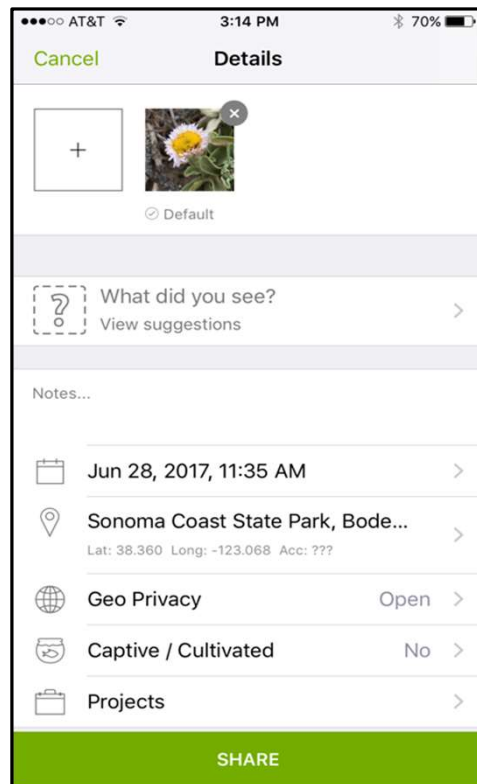 AT&T 3:14 PM 70%
Cancel Details
+
Default
?
What did you see?
View suggestions
Notes...
Jun 28, 2017, 11:35 AM
Sonoma Coast State Park, Bode...
Lat: 38.360 Long: -123.068 Acc: ???
Geo Privacy Open
Captive / Cultivated No
Projects
SHARE